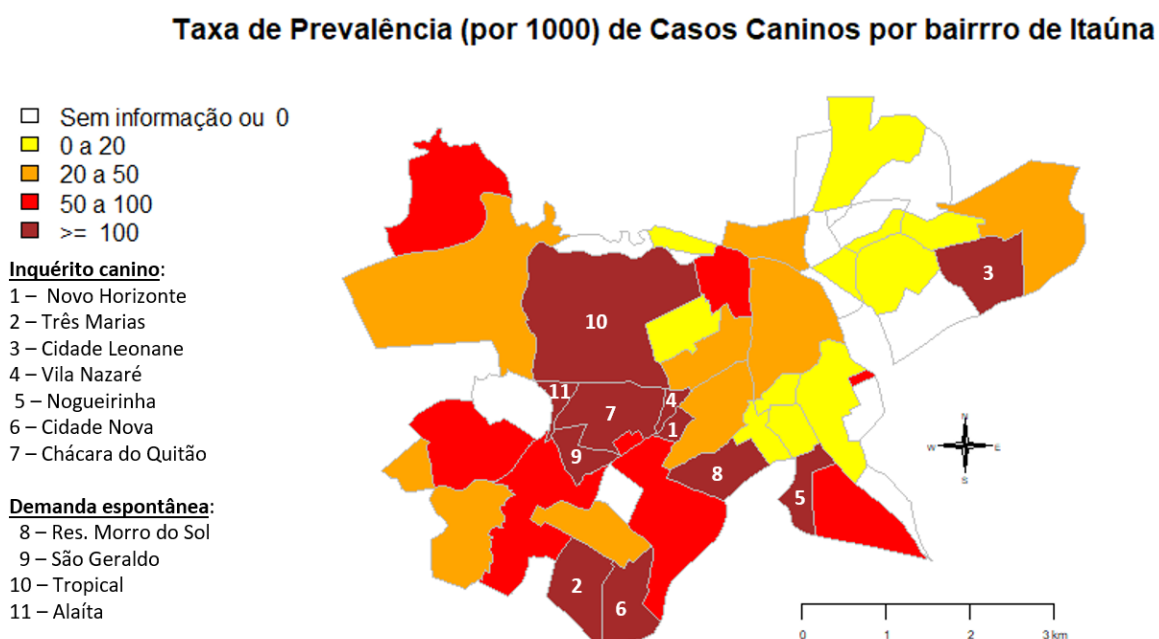 Taxa de Prevalência (por 1000) de Casos Caninos por bairrro de Itaúna
Sem informação ou 0
0 a 20
20 a 50
50 a 100
>= 100
Inquérito canino:
1 – Novo Horizonte
2 – Três Marias
3 – Cidade Leonane
4 – Vila Nazaré
5 – Nogueirinha
6 – Cidade Nova
7 – Chácara do Quitão
Demanda espontânea:
8 – Res. Morro do Sol
9 – São Geraldo
10 – Tropical
11 – Alaíta
3
10
11
4
7
1
9
8
5
2
6
N
W E
S
0 1 2 3 km